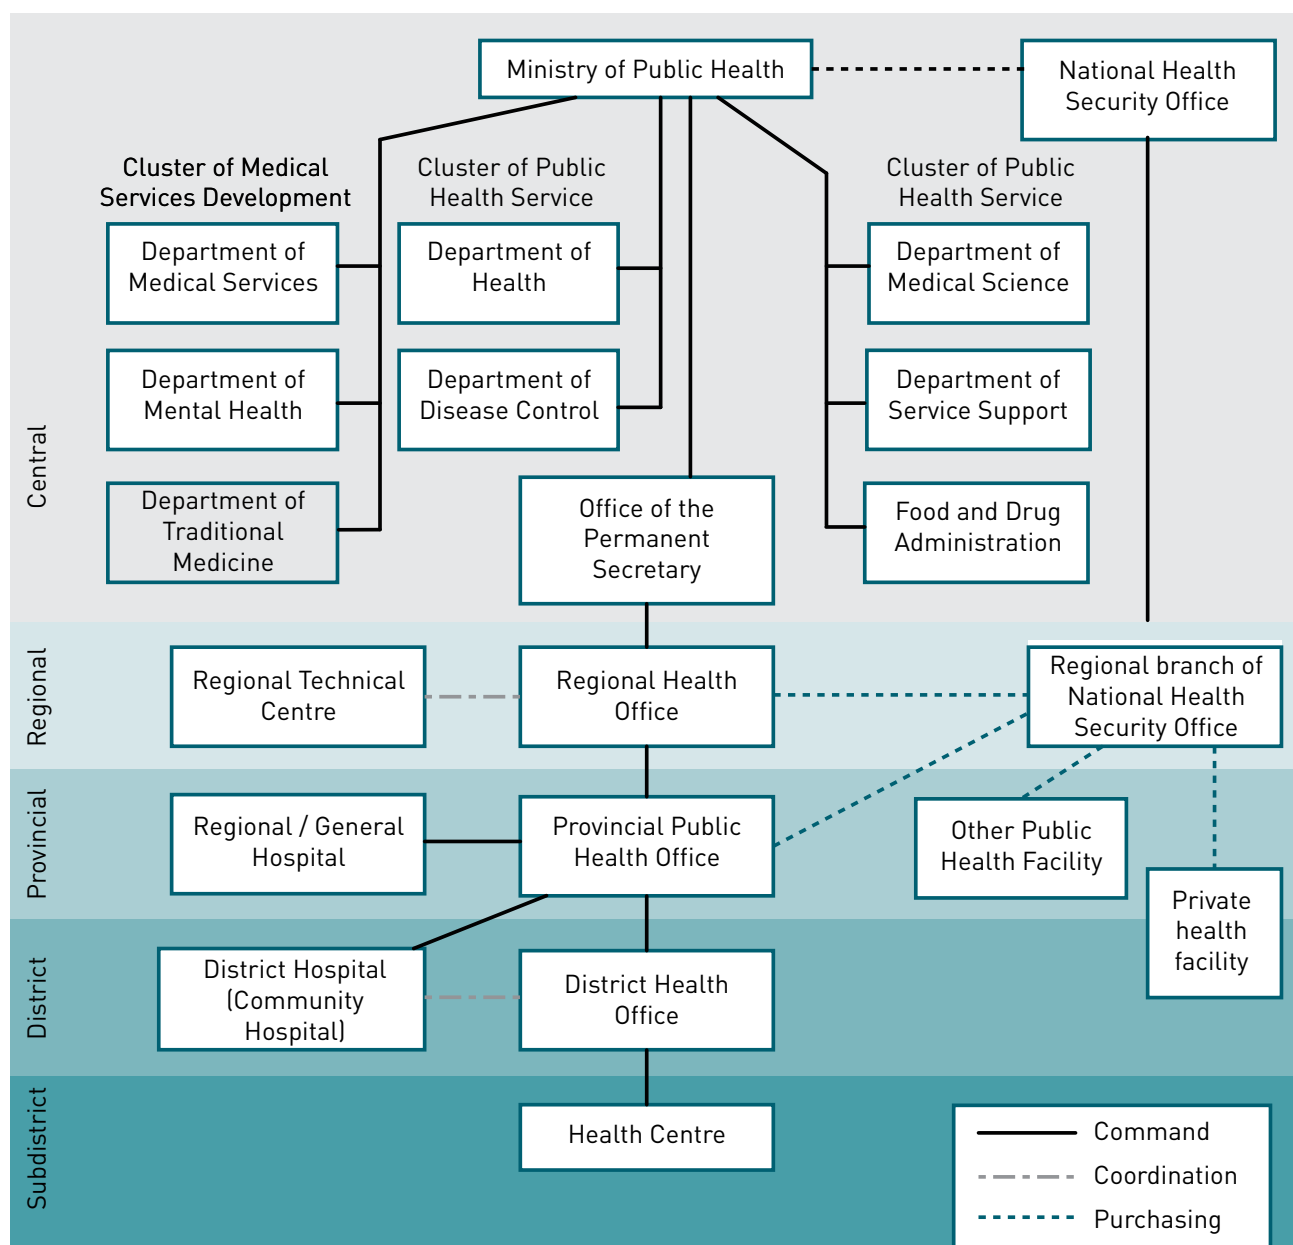 Ministry of Public Health
National Health
Security Office
Cluster of Medical
Services Development
Cluster of Public
Health Service
Cluster of Public
Health Service
Department of
Medical Services
Department of
Health
Department of
Medical Science
Department of
Mental Health
Department of
Disease Control
Department of
Service Support
Central
Department of
Traditional
Medicine
Office of the
Permanent
Secretary
Food and Drug
Administration
Regional
Regional Technical
Centre
Regional Health
Office
Regional branch of
National Health
Security Office
Provincial
Regional / General
Hospital
Provincial Public
Health Office
Other Public
Health Facility
Private
health
facility
District
District Hospital
(Community
Hospital)
District Health
Office
Subdistrict
Health Centre
Command
Coordination
Purchasing